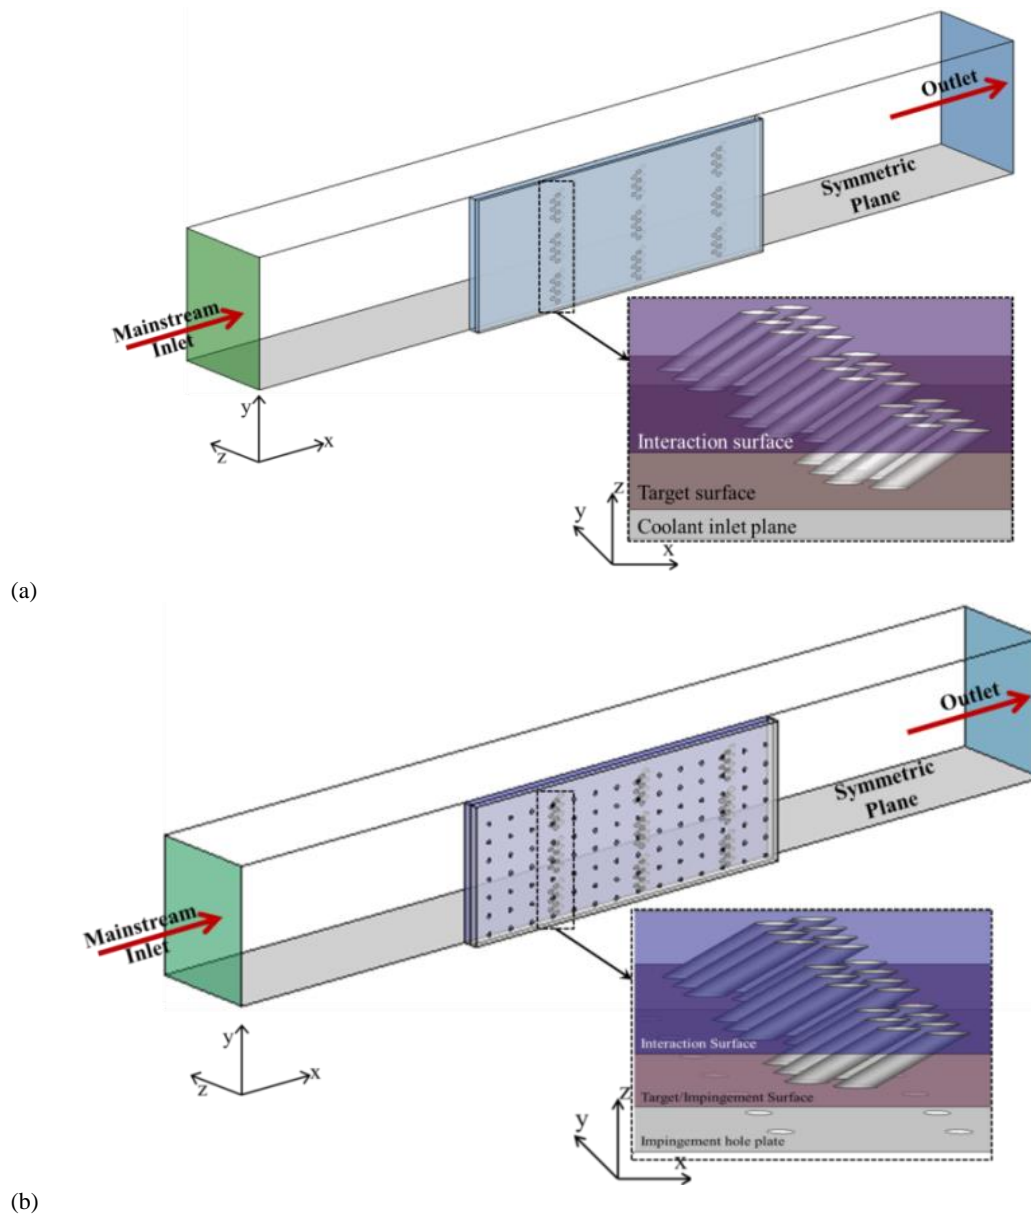 Outlet
Symmetric
Plane
Mainstream
Inlet
y
x
z
Interaction surface
Target surface
Coolant inlet plane
z
y
x
(a)
Outlet
Symmetric
Plane
Mainstream
Inlet
y
x
z
Interaction Surface
Target/Impingement Surface
Impingement hole plate
z
y
x
(b)